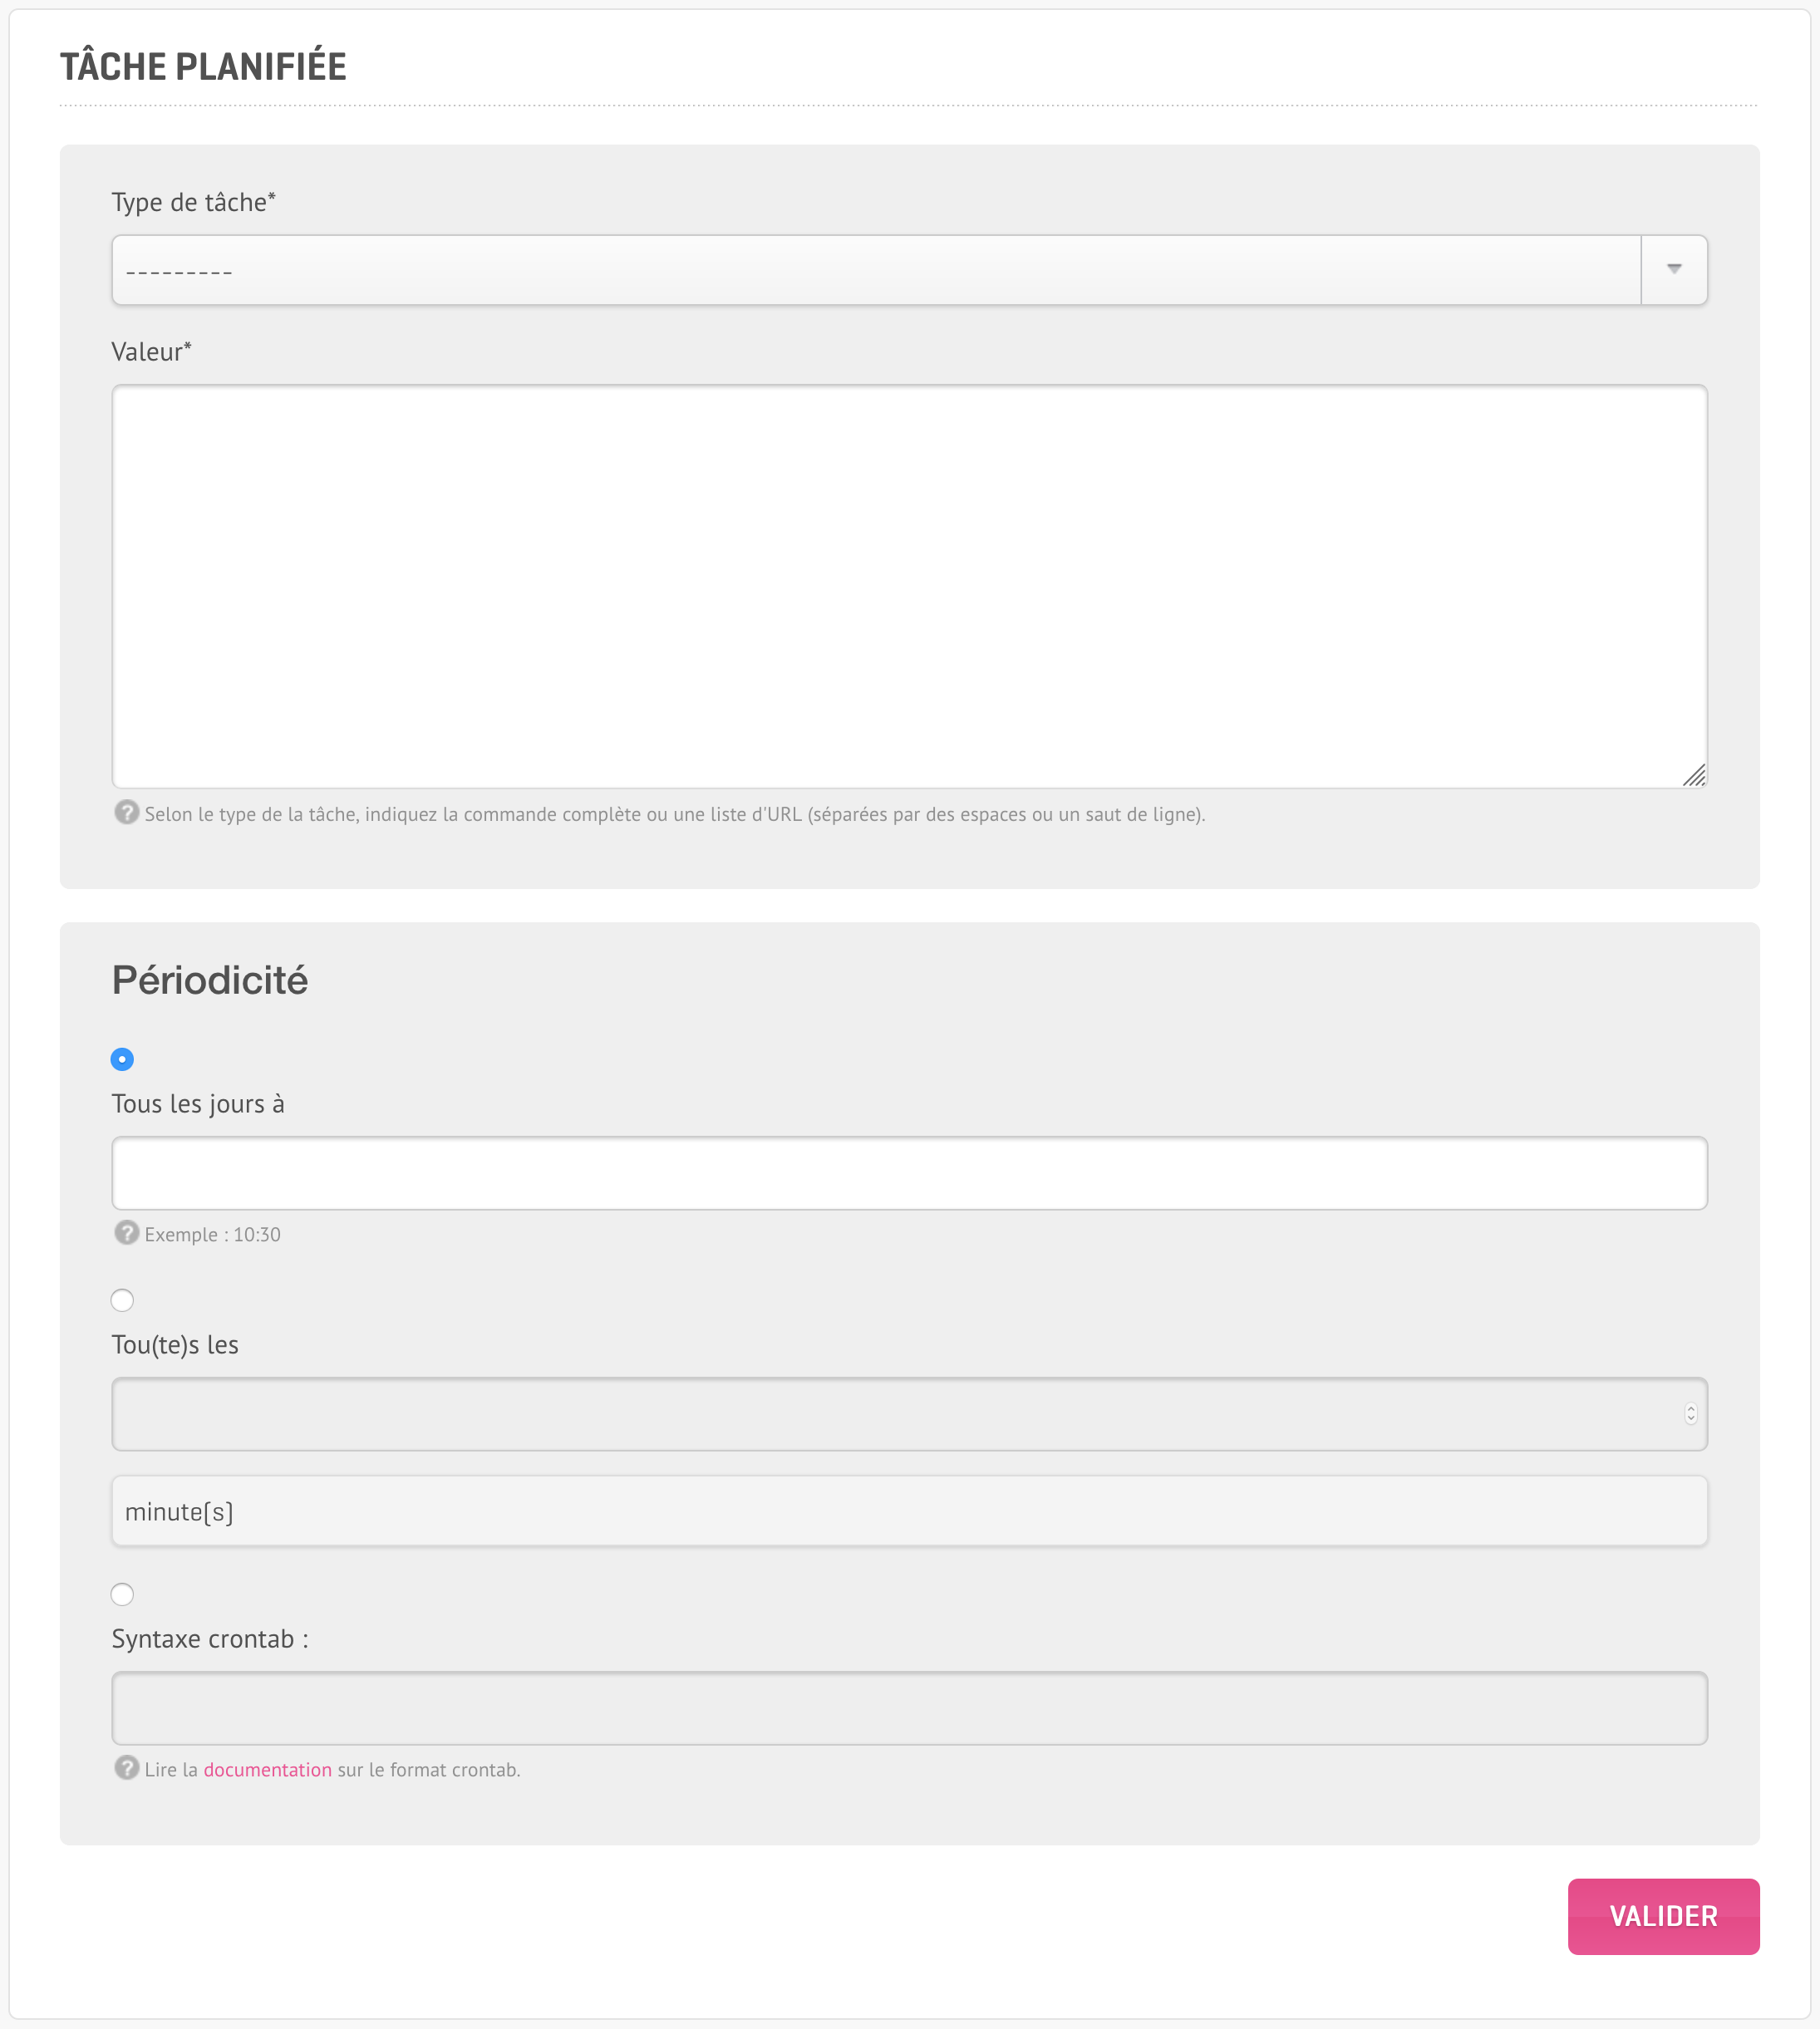 TÂCHE PLANIFIÉE
Type de tâche*
---------
Valeur*
? Selon le type de la tâche, indiquez la commande complète ou une liste d'URL (séparées par des espaces ou un saut de ligne).
Périodicité
Tous les jours à
? Exemple : 10:30
Tou(te)s les
minute(s)
Syntaxe crontab :
? Lire la documentation sur le format crontab.
VALIDER